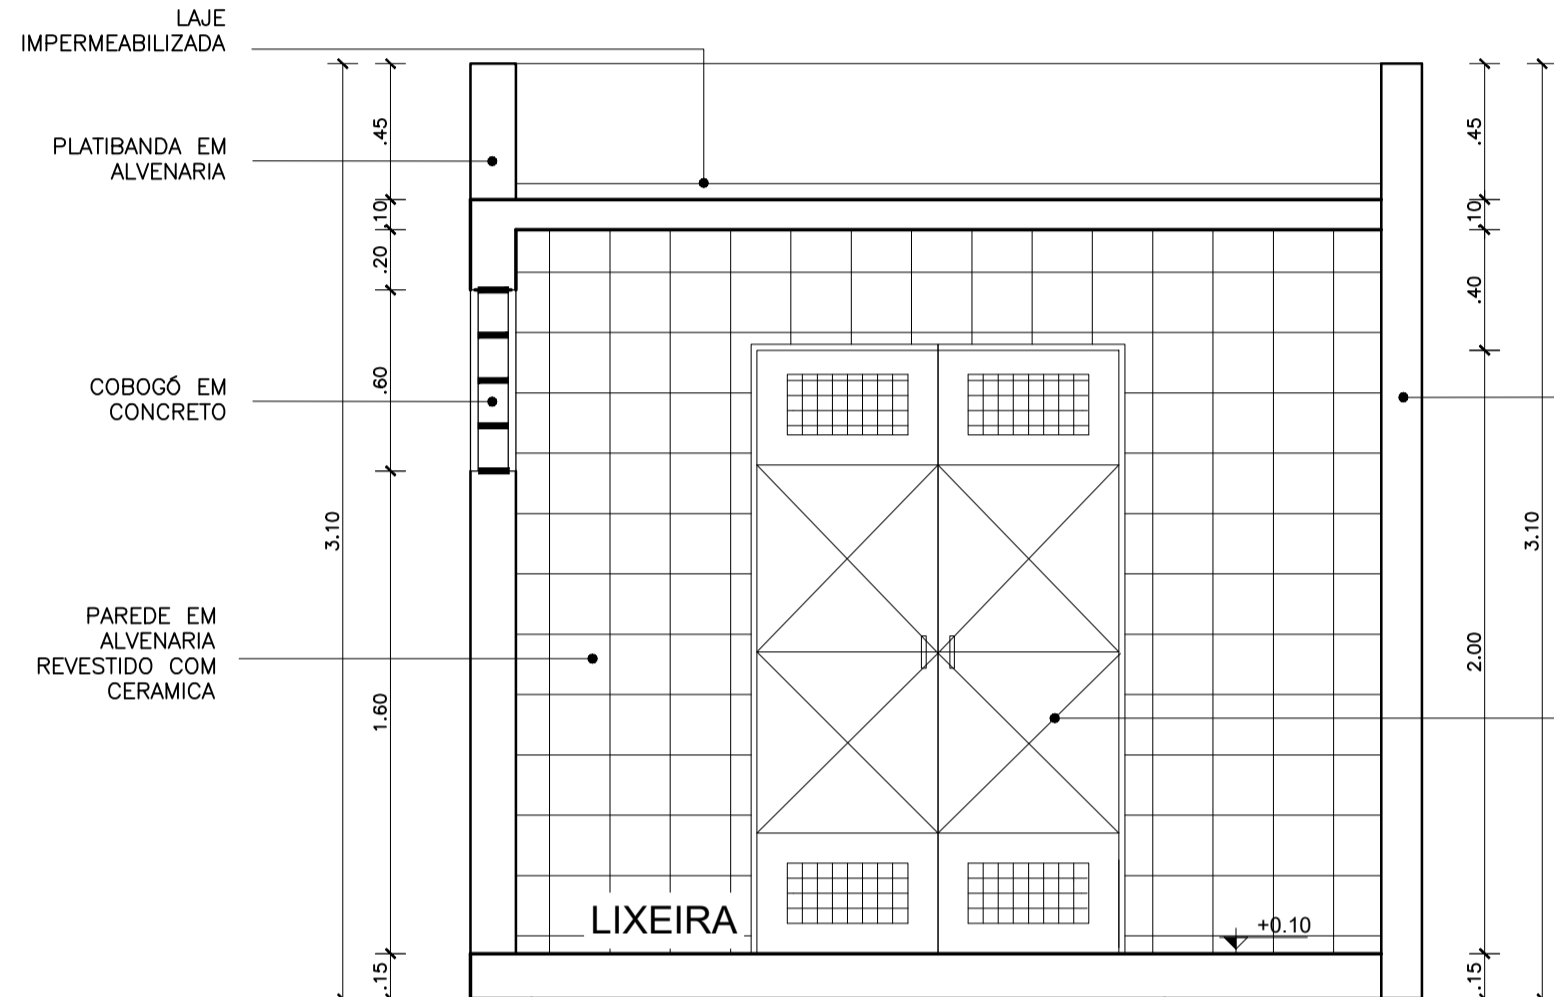 LAJE
IMPERMEABILIZADA
PLATIBANDA EM
ALVENARIA
COBOGÓ EM
CONCRETO
PAREDE EM
ALVENARIA
REVESTIDO COM
CERAMICA
3.10
.45
.10
.20
.60
1.60
.15
LIXEIRA
+0.10
.45
.10
.40
2.00
.15
3.10